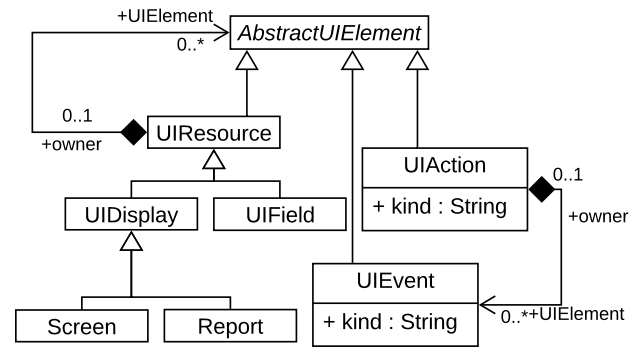 +UIElement
AbstractUIElement
0..*
0..1
UIResource
+owner
UIAction
0..1
+ kind : String
+owner
UIDisplay
UIField
UIEvent
0..*+UIElement
+ kind : String
Screen
Report